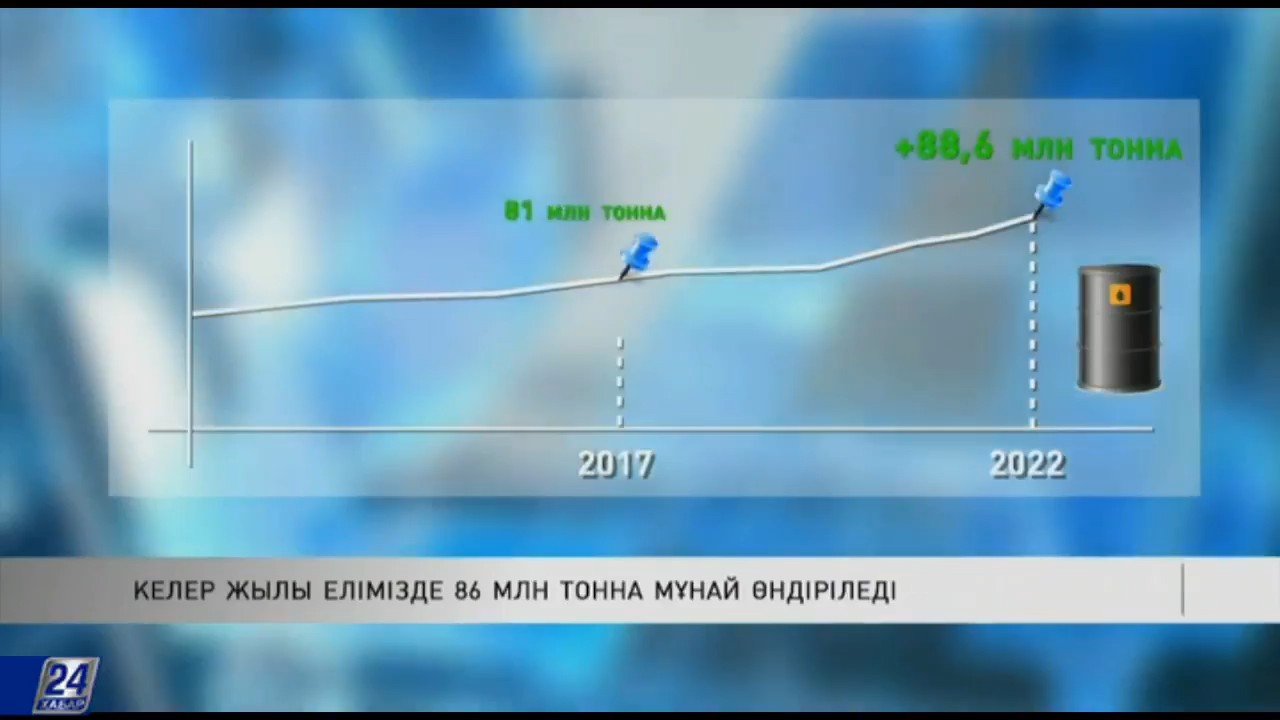 +88,6 МЛН ТОННА
81 МЛН ТОННА
2017
2022
КЕЛЕР ЖЫЛЫ ЕЛІМІЗДЕ 86 МЛН ТОННА МҰНАЙ ӨНДІРІЛЕДІ
24
ХАБАР